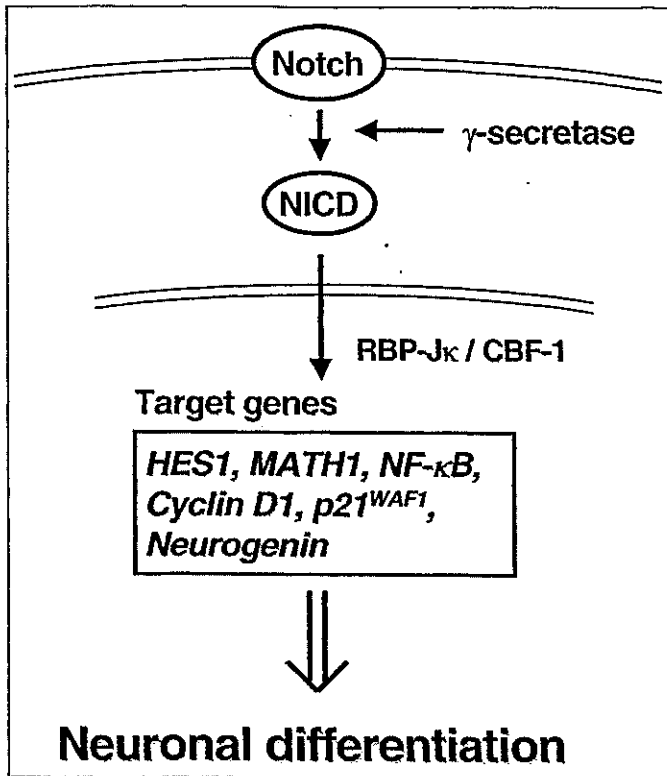 Notch
γ-secretase
NICD
RBP-Jκ / CBF-1
Target genes
HES1, MATH1, NF-κB,
Cyclin D1, p21WAF1,
Neurogenin
Neuronal differentiation